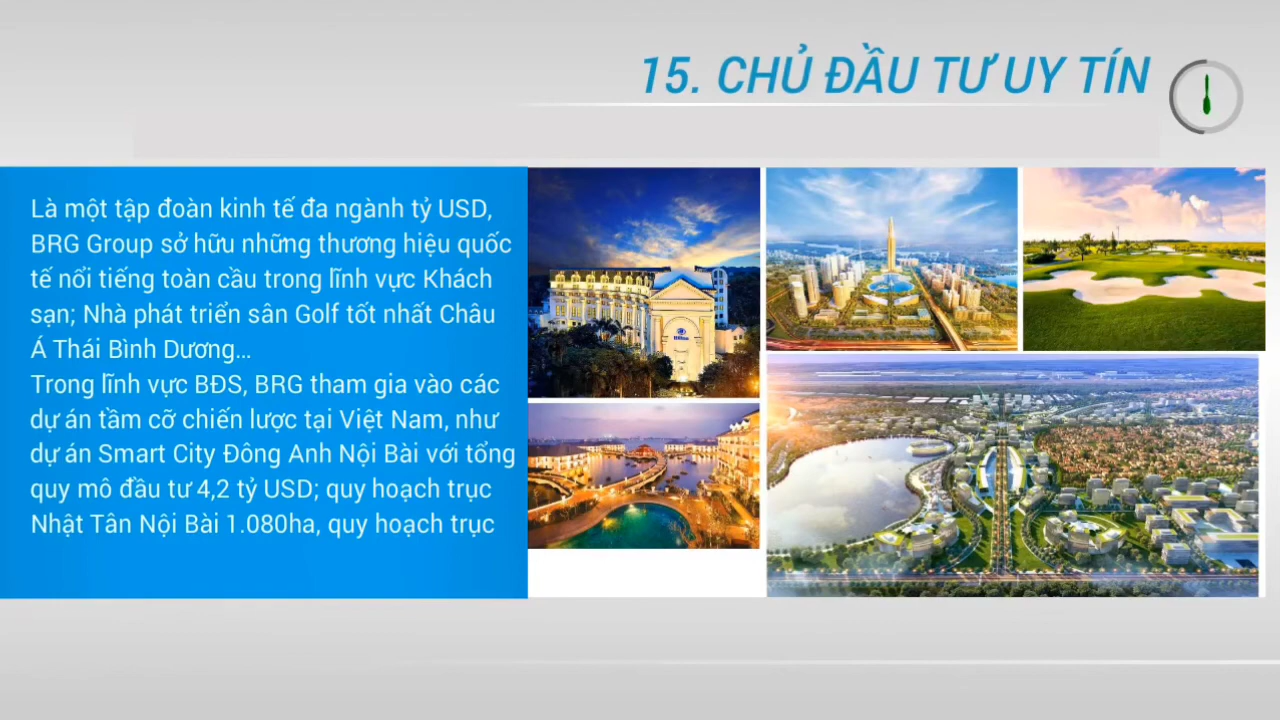 15. CHỦ ĐẦU TƯ UY TÍN
Là một tập đoàn kinh tế đa ngành tỷ USD,
BRG Group sở hữu những thương hiệu quốc
tế nổi tiếng toàn cầu trong lĩnh vực Khách
sạn; Nhà phát triển sân Golf tốt nhất Châu
Á Thái Bình Dương...
Trong lĩnh vực BĐS, BRG tham gia vào các
dự án tầm cỡ chiến lược tại Việt Nam, như
dự án Smart City Đông Anh Nội Bài với tổng
quy mô đầu tư 4,2 tỷ USD; quy hoạch trục
Nhật Tân Nội Bài 1.080ha, quy hoạch trục
Hilton